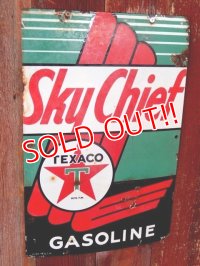 Sky Chief
SOLD OUT!!
TEXACO
T
GASOLINE